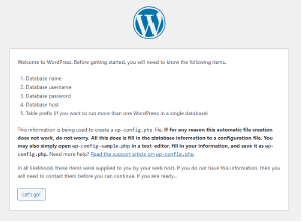 Welcome to WordPress. Before getting started, you will need to know the following items.
1. Database name
2. Database username
3. Database password
4. Database host
5. Table prefix (if you want to run more than one WordPress in a single database)
This information is being used to create a wp-config.php file. If for any reason this automatic file creation
does not work, do not worry. All this does is fill in the database information to a configuration file. You
may also simply open wp-config-sample.php in a text editor, fill in your information, and save it as wp-
config.php. Need more help? Read the support article on wp-config.php.
In all likelihood, these items were supplied to you by your web host. If you do not have this information, then you
will need to contact them before you can continue. If you are ready...
Let's go!